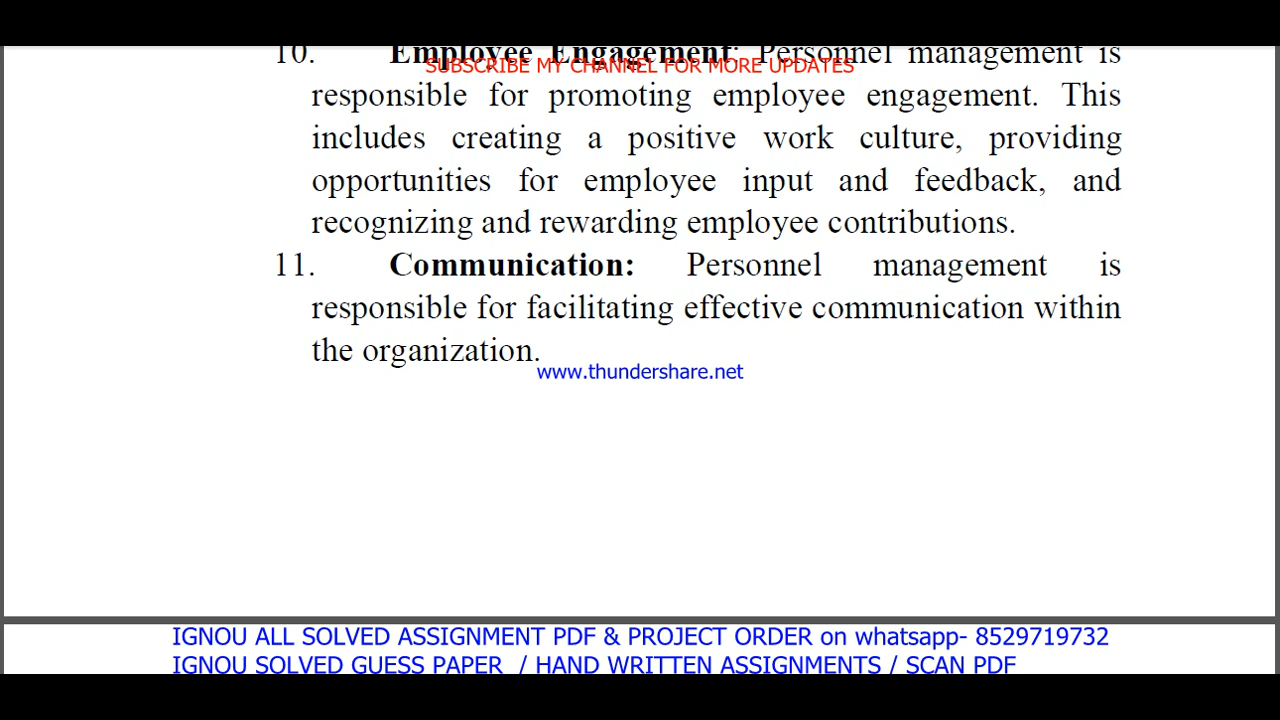 10. Employee Engagement: Personnel management is
SUBSCRIBE MY CHANNEL FOR MORE UPDATES
responsible for promoting employee engagement. This
includes creating a positive work culture, providing
opportunities for employee input and feedback, and
recognizing and rewarding employee contributions.
11. Communication: Personnel management is
responsible for facilitating effective communication within
the organization.
www.thundershare.net
IGNOU ALL SOLVED ASSIGNMENT PDF & PROJECT ORDER on whatsapp- 8529719732
IGNOU SOLVED GUESS PAPER / HAND WRITTEN ASSIGNMENTS / SCAN PDF